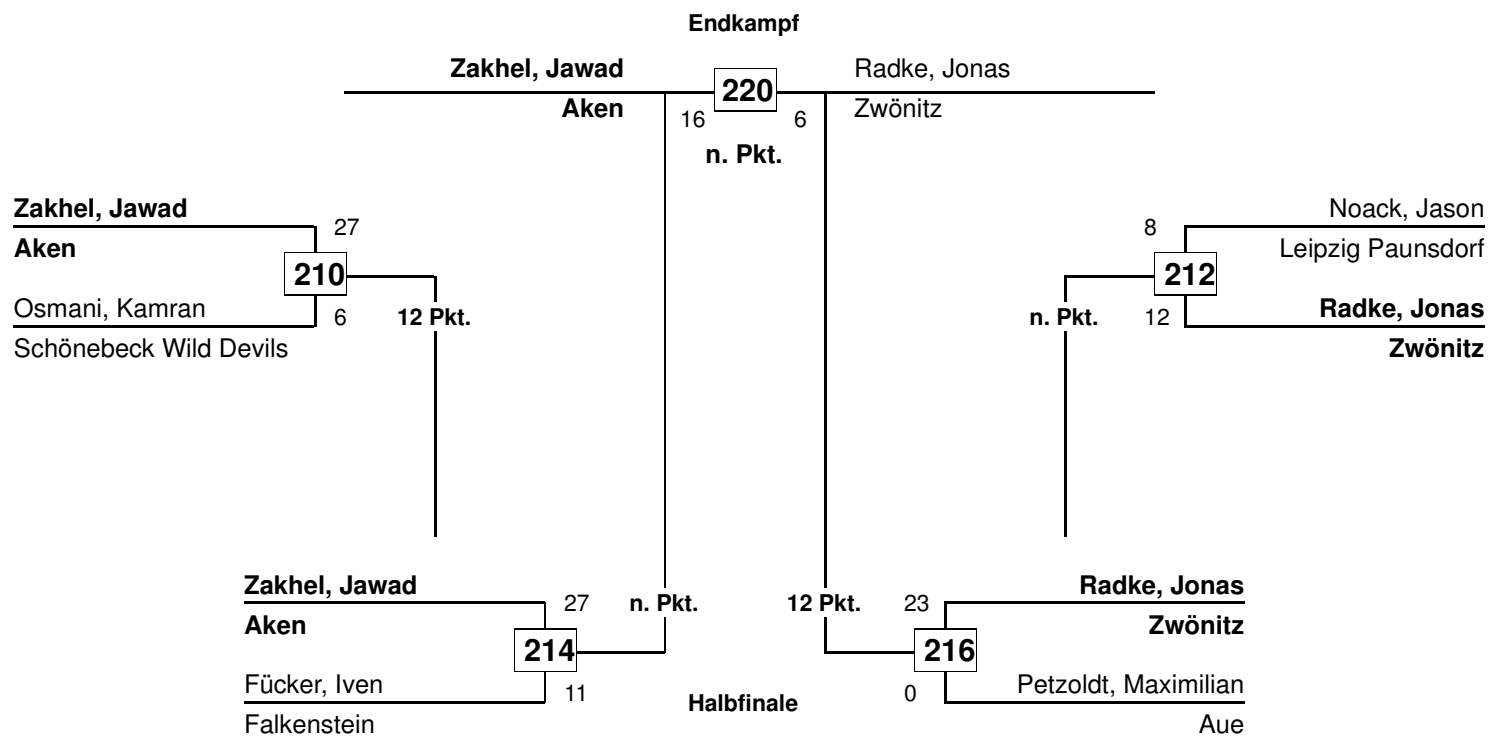 Endkampf
Zakhel, Jawad
220
Radke, Jonas
Aken
16
6
Zwönitz
n. Pkt.
Zakhel, Jawad
27
Aken
210
Osmani, Kamran
6
12 Pkt.
Schönebeck Wild Devils
Noack, Jason
8
Leipzig Paunsdorf
212
n. Pkt.
12
Radke, Jonas
Zwönitz
Zakhel, Jawad
27
n. Pkt.
Aken
214
Fücker, Iven
11
Falkenstein
12 Pkt.
23
Radke, Jonas
Zwönitz
216
0
Petzoldt, Maximilian
Aue
Halbfinale